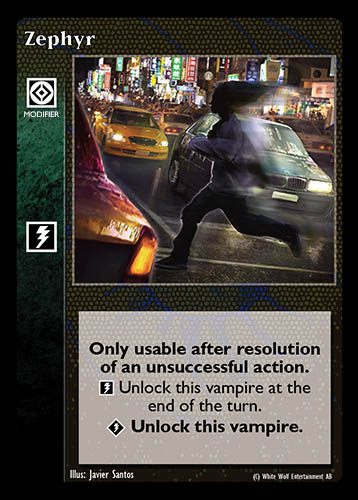 Zephyr
MODIFIER
Only usable after resolution
of an unsuccessful action.
Unlock this vampire at the
end of the turn.
Unlock this vampire.
Illus: Javier Santos
(C) White Wolf Entertainment AB